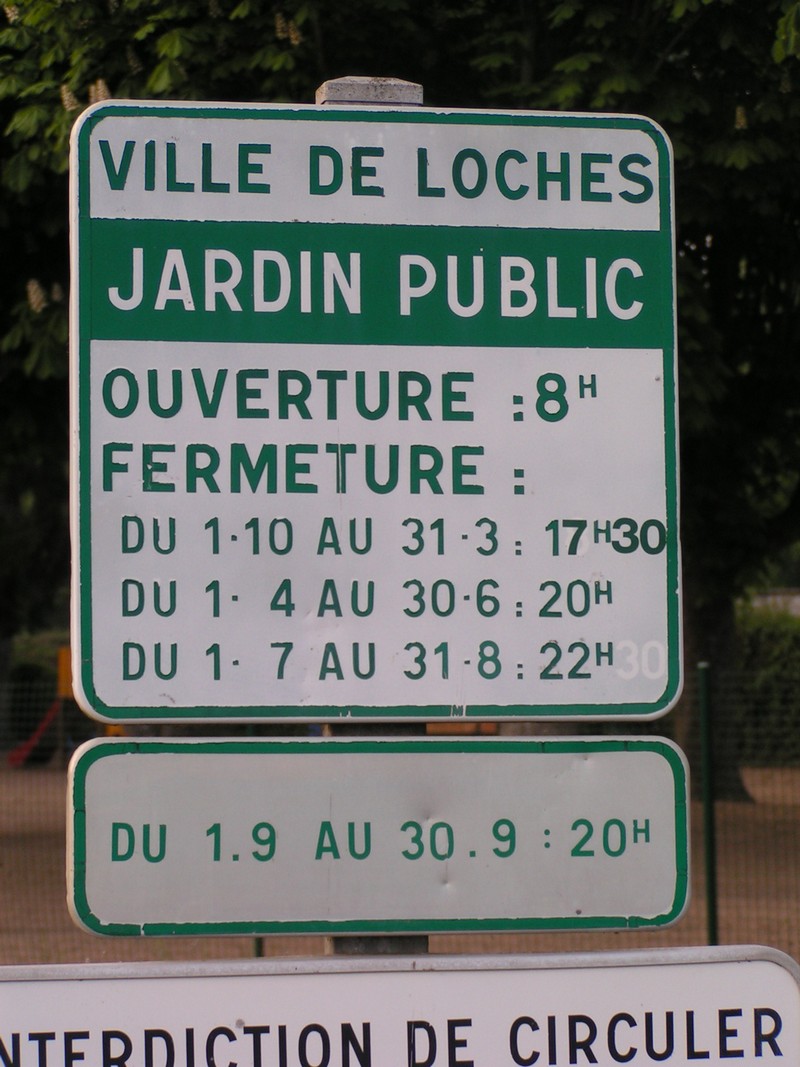 VILLE DE LOCHES
JARDIN PUBLIC
OUVERTURE : 8H
FERMETURE :
DU 1·10 AU 31·3 : 17H30
DU 1· 4 AU 30·6 : 20H
DU 1· 7 AU 31·8 : 22H 30
DU 1.9 AU 30.9 : 20H
NTERDICTION DE CIRCULER